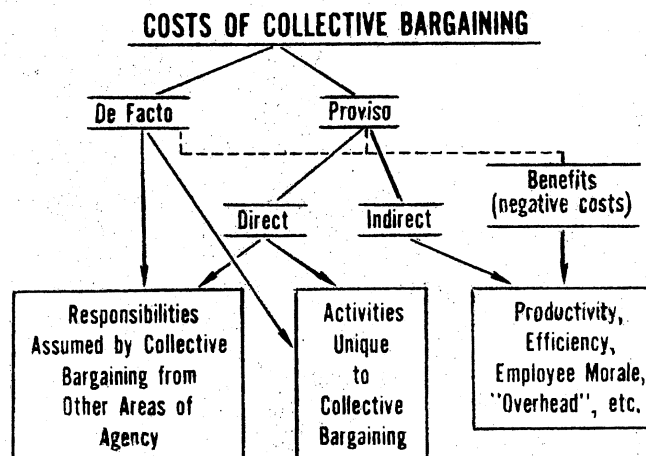 COSTS OF COLLECTIVE BARGAINING
De Facto
Proviso
Benefits
(negative costs)
Direct
Indirect
Responsibilities
Assumed by Collective
Bargaining from
Other Areas of
Agency
Activities
Unique
to
Collective
Bargaining
Productivity,
Efficiency,
Employee Morale,
"Overhead", etc.